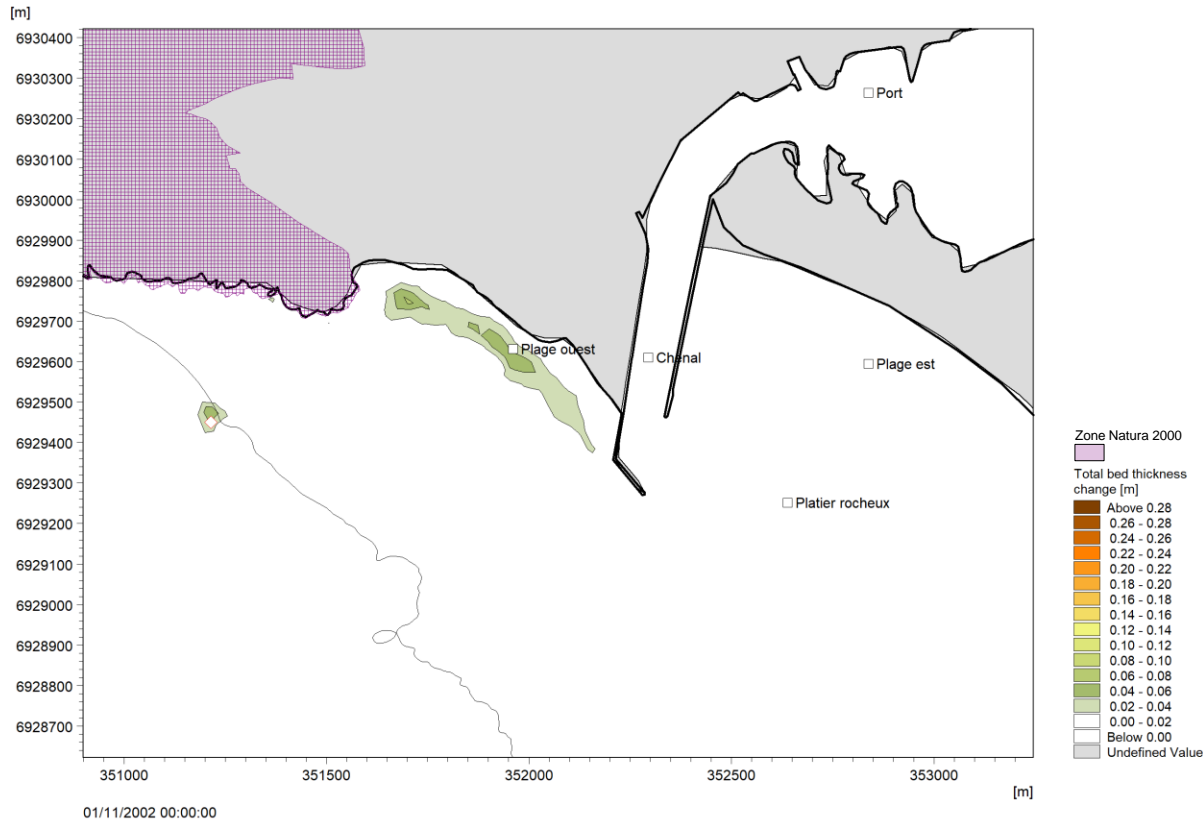 [m]
6930400
6930300
6930200
6930100
6930000
6929900
6929800
6929700
6929600
6929500
6929400
6929300
6929200
6929100
6929000
6928900
6928800
6928700
Port
Plage ouest
Chenal
Plage est
Platier rocheux
351000
351500
352000
352500
353000
[m]
01/11/2002 00:00:00
Zone Natura 2000
Total bed thickness
change [m]
Above 0.28
0.26 - 0.28
0.24 - 0.26
0.22 - 0.24
0.20 - 0.22
0.18 - 0.20
0.16 - 0.18
0.14 - 0.16
0.12 - 0.14
0.10 - 0.12
0.08 - 0.10
0.06 - 0.08
0.04 - 0.06
0.02 - 0.04
0.00 - 0.02
Below 0.00
Undefined Value